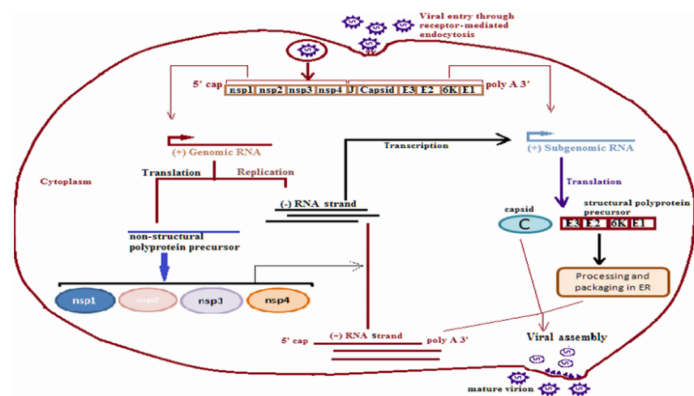 Viral entry through
receptor-mediated
endocytosis
5' cap
nsp1 nsp2 nsp3 nsp4 J Capsid E3 E2 6K E1
poly A 3'
(+) Genomic RNA
Transcription
(+) Subgenomic RNA
Cytoplasm
Translation
Replication
Translation
(-) RNA strand
capsid
structural polyprotein
precursor
C
E3 E2 6K E1
non-structural
polyprotein precursor
Processing and
packaging in ER
nsp1
nsp2
nsp3
nsp4
5' cap
RNA Strand
poly A 3'
Viral assembly
mature virion